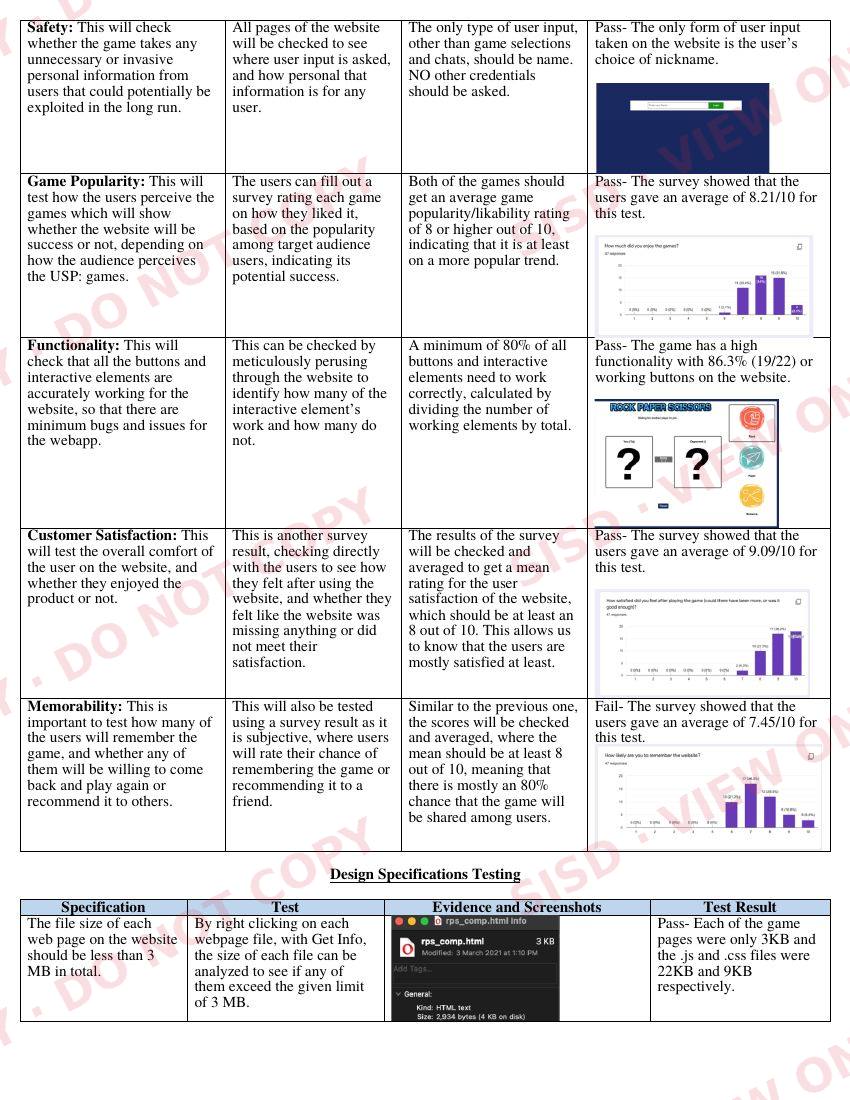 Safety: This will check
whether the game takes any
unnecessary or invasive
personal information from
users that could potentially be
exploited in the long run.
All pages of the website
will be checked to see
where user input is asked,
and how personal that
information is for any
user.
The only type of user input,
other than game selections
and chats, should be name.
NO other credentials
should be asked.
Pass- The only form of user input
taken on the website is the user's
choice of nickname.
Game Popularity: This will
test how the users perceive the
games which will show
whether the website will be
success or not, depending on
how the audience perceives
the USP: games.
The users can fill out a
survey rating each game
on how they liked it,
based on the popularity
among target audience
users, indicating its
potential success.
Both of the games should
get an average game
popularity/likability rating
of 8 or higher out of 10,
indicating that it is at least
on a more popular trend.
Pass- The survey showed that the
users gave an average of 8.21/10 for
this test.
How much did you enjoy the games?
47 responses
Functionality: This will
check that all the buttons and
interactive elements are
accurately working for the
website, so that there are
minimum bugs and issues for
the webapp.
This can be checked by
meticulously perusing
through the website to
identify how many of the
interactive element's
work and how many do
not.
A minimum of 80% of all
buttons and interactive
elements need to work
correctly, calculated by
dividing the number of
working elements by total.
Pass- The game has a high
functionality with 86.3% (19/22) or
working buttons on the website.
ROCK PAPER SCISSORS
?
?
Customer Satisfaction: This
will test the overall comfort of
the user on the website, and
whether they enjoyed the
product or not.
This is another survey
result, checking directly
with the users to see how
they felt after using the
website, and whether they
felt like the website was
missing anything or did
not meet their
satisfaction.
The results of the survey
will be checked and
averaged to get a mean
rating for the user
satisfaction of the website,
which should be at least an
8 out of 10. This allows us
to know that the users are
mostly satisfied at least.
Pass- The survey showed that the
users gave an average of 9.09/10 for
this test.
How satisfied did you feel after playing the game (could there have been more, or was it
good enough)?
47 responses
Memorability: This is
important to test how many of
the users will remember the
game, and whether any of
them will be willing to come
back and play again or
recommend it to others.
This will also be tested
using a survey result as it
is subjective, where users
will rate their chance of
remembering the game or
recommending it to a
friend.
Similar to the previous one,
the scores will be checked
and averaged, where the
mean should be at least 8
out of 10, meaning that
there is mostly an 80%
chance that the game will
be shared among users.
Fail- The survey showed that the
users gave an average of 7.45/10 for
this test.
How likely are you to remember the website?
47 responses
Design Specifications Testing
Specification
Test
Evidence and Screenshots
Test Result
The file size of each
web page on the website
should be less than 3
MB in total.
By right clicking on each
webpage file, with Get Info,
the size of each file can be
analyzed to see if any of
them exceed the given limit
of 3 MB.
rps_comp.html Info
rps_comp.html 3 KB
Modified: 3 March 2021 at 1:10 PM
Add Tags...
General:
Kind: HTML text
Size: 2,934 bytes (4 KB on disk)
Pass- Each of the game
pages were only 3KB and
the .js and .css files were
22KB and 9KB
respectively.
SISD · VIEW ON
DO NOT COPY